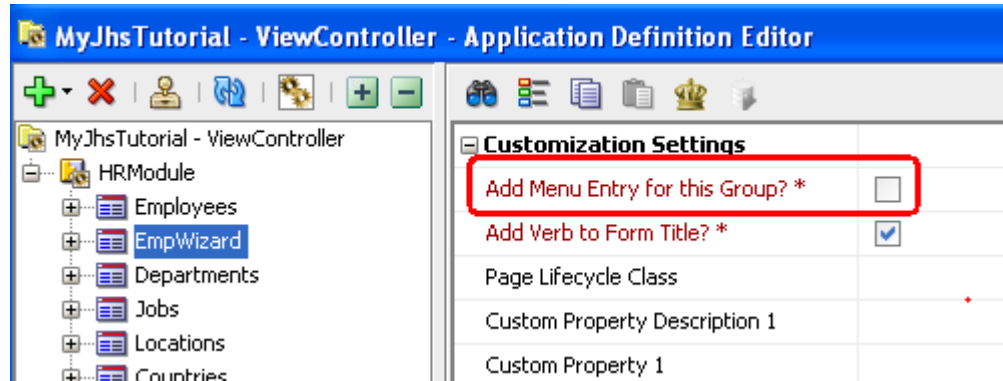 MyJhsTutorial - ViewController - Application Definition Editor
MyJhsTutorial - ViewController
HRModule
Employees
EmpWizard
Departments
Jobs
Locations
Countries
Customization Settings
Add Menu Entry for this Group? *
Add Verb to Form Title? *
Page Lifecycle Class
Custom Property Description 1
Custom Property 1